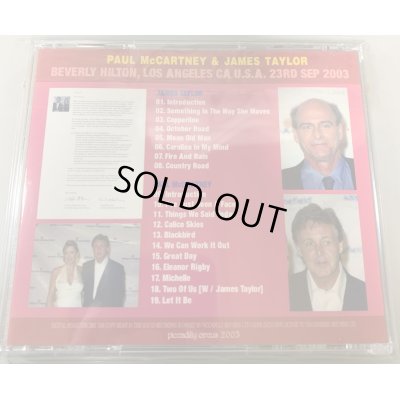 PAUL McCARTNEY & JAMES TAYLOR
BEVERLY HILTON, LOS ANGELES CA U.S.A. 23RD SEP 2003
JAMES TAYLOR
01. Introduction
02. Something In The Way She Moves
03. Copperline
04. October Road
05. Mean Old Man
06. Carolina In My Mind
07. Fire And Rain
08. Country Road
SOLD OUT
11. Things We Said
12. Calico Skies
13. Blackbird
14. We Can Work It Out
15. Great Day
16. Eleanor Rigby
17. Michelle
18. Two Of Us [W / James Taylor]
19. Let It Be
piccadilly circus 2003